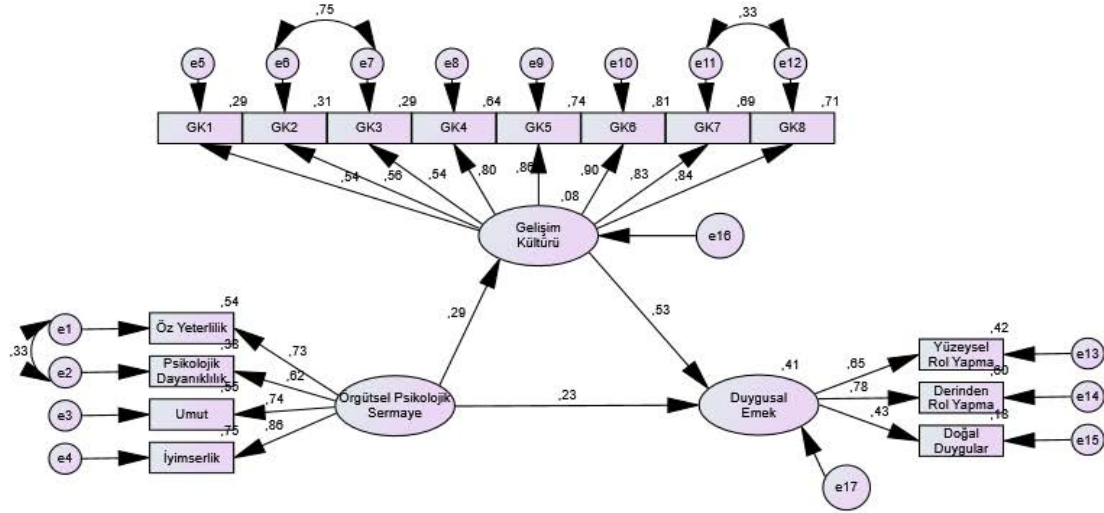 ,75
,33
e5
e6
e7
e8
e9
e10
e11
e12
,29
,31
,29
,64
,74
,81
,69
,71
GK1
GK2
GK3
GK4
GK5
GK6
GK7
GK8
,54
,56
,54
,80
,86
,90
,83
,84
,08
Gelişim
Kültürü
e16
,29
,53
,54
e1
Öz Yeterlilik
,33
,38
e2
Psikolojik
Dayanıklılık
,55
e3
Umut
,75
e4
İyimserlik
,73
,62
,74
,86
Örgütsel Psikolojik
Sermaye
,23
,41
Duygusal
Emek
e17
,65
,78
,43
,42
Yüzeysel
Rol Yapma
e13
,60
Derinden
Rol Yapma
e14
,18
Doğal
Duygular
e15